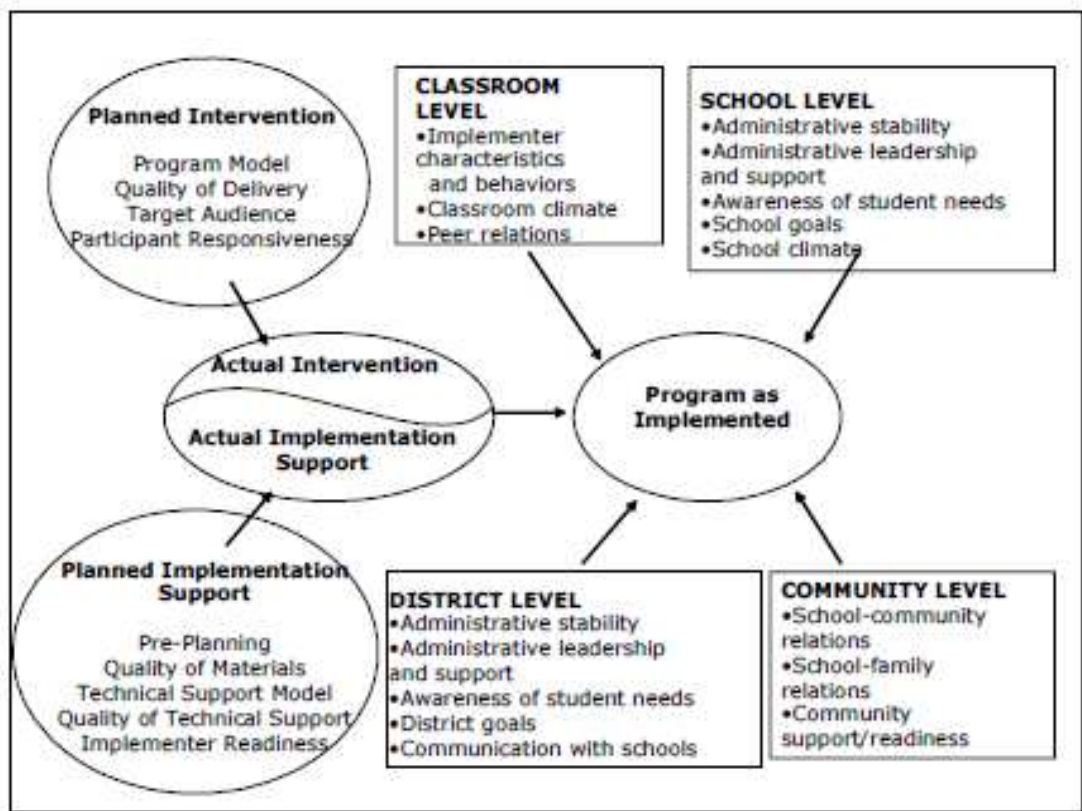 Planned Intervention
Program Model
Quality of Delivery
Target Audience
Participant Responsiveness
CLASSROOM
LEVEL
•Implementer
characteristics
and behaviors
•Classroom climate
•Peer relations
SCHOOL LEVEL
•Administrative stability
•Administrative leadership
and support
•Awareness of student needs
•School goals
•School climate
Actual Intervention
Actual Implementation
Support
Program as
Implemented
Planned Implementation
Support
Pre-Planning
Quality of Materials
Technical Support Model
Quality of Technical Support
Implementer Readiness
DISTRICT LEVEL
•Administrative stability
•Administrative leadership
and support
•Awareness of student needs
•District goals
•Communication with schools
COMMUNITY LEVEL
•School-community
relations
•School-family
relations
•Community
support/readiness